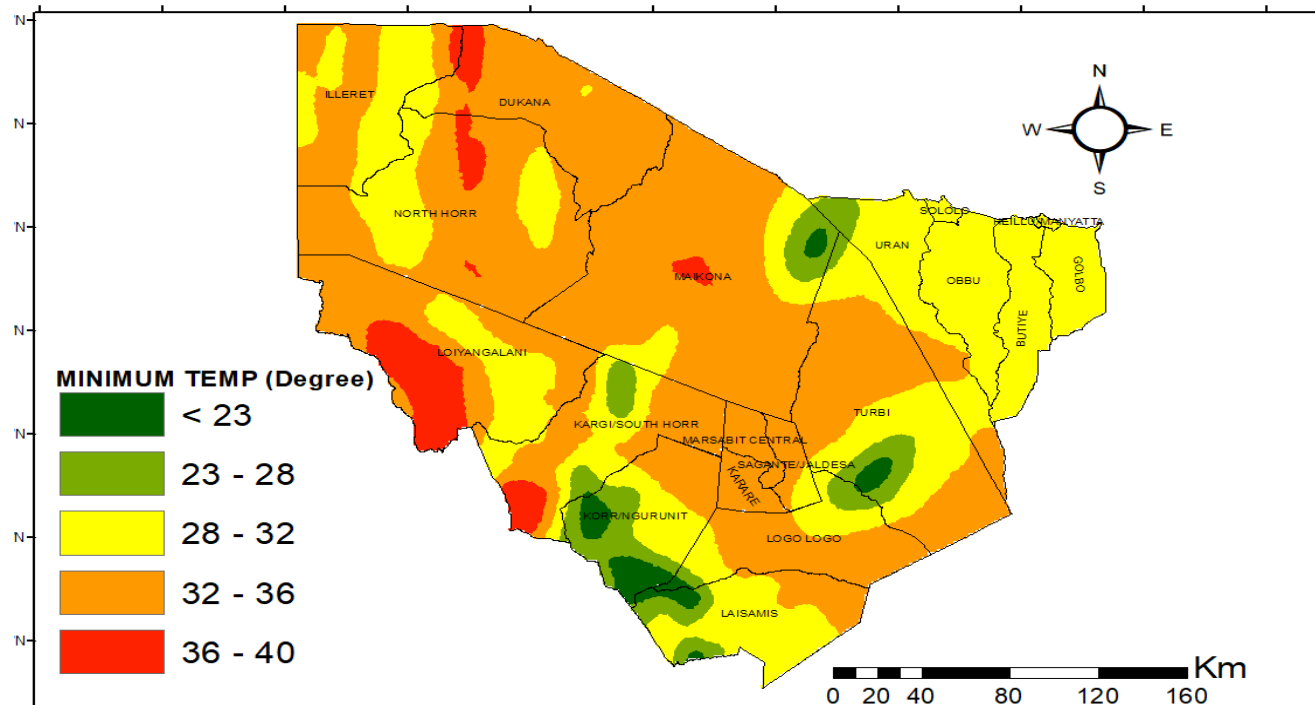 N
W E
S
ILLERET
DUKANA
NORTH HORR
SOLOLO
HEILLU/MANYATTA
URAN
MAIKONA
OBBU
GOLBO
BUTIYE
LOIYANGALANI
MINIMUM TEMP (Degree)
< 23
23 - 28
28 - 32
32 - 36
36 - 40
TURBI
KARGI/SOUTH HORR
MARSABIT CENTRAL
SAGANTE/JALDESA
KARARE
KORR/NGURUNIT
LOGO LOGO
LAISAMIS
Km
0 20 40 80 120 160
'N
'N
'N
'N
'N
'N
'N